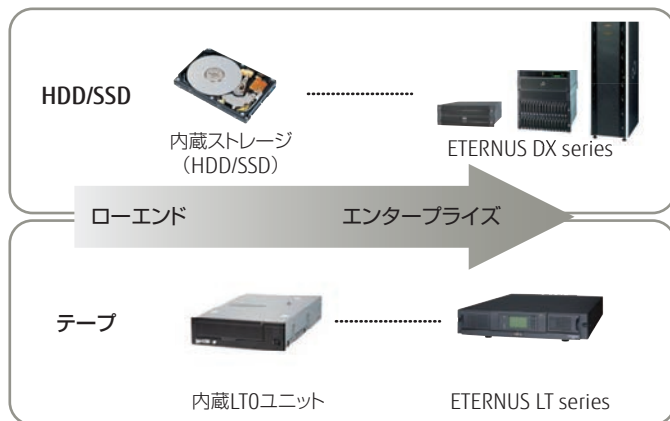 HDD/SSD
内蔵ストレージ
（HDD/SSD）
ETERNUS DX series
ローエンド
エンタープライズ
テープ
内蔵LTOユニット
ETERNUS LT series